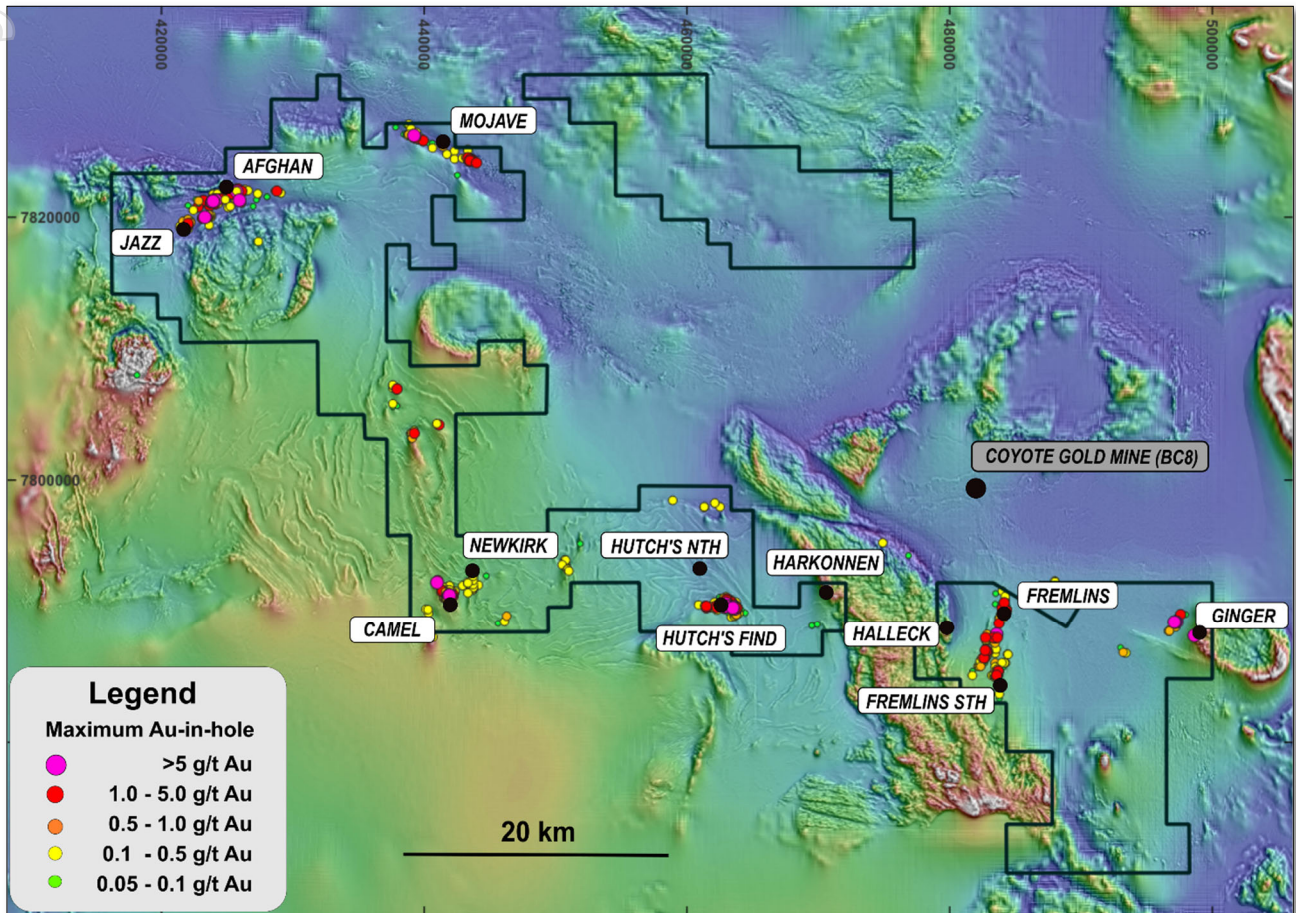 420000
440000
460000
480000
500000
MOJAVE
AFGHAN
7820000
JAZZ
COYOTE GOLD MINE (BC8)
7800000
NEWKIRK
HUTCH'S NTH
HARKONNEN
FREMLINS
GINGER
CAMEL
HUTCH'S FIND
HALLECK
FREMLINS STH
Legend
Maximum Au-in-hole
>5 g/t Au
1.0 - 5.0 g/t Au
0.5 - 1.0 g/t Au
0.1 - 0.5 g/t Au
0.05 - 0.1 g/t Au
20 km